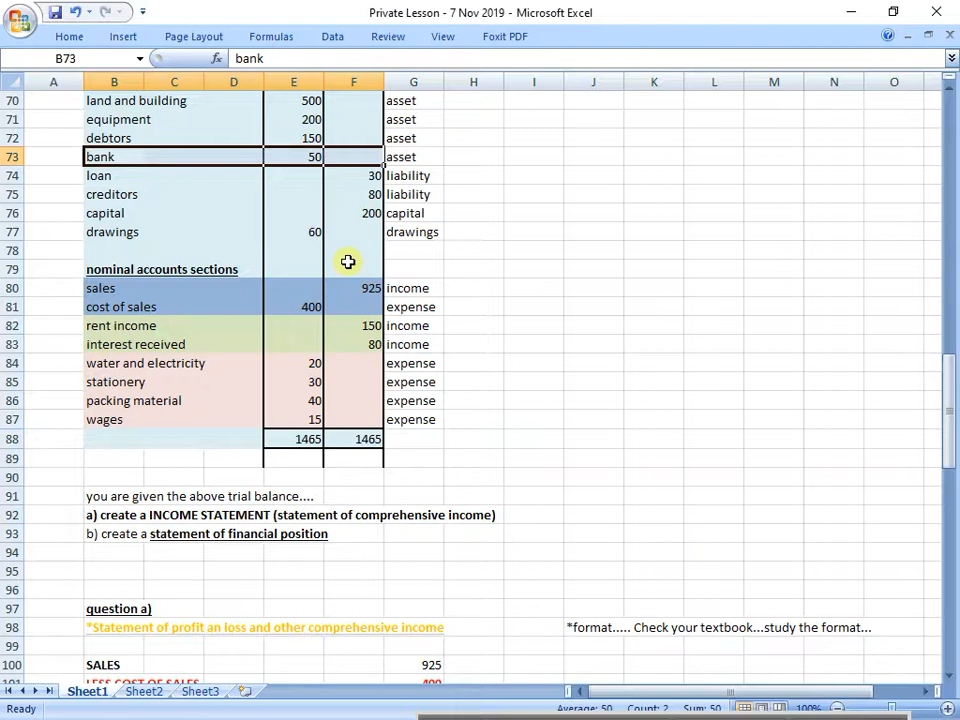 Private Lesson - 7 Nov 2019 - Microsoft Excel
Home Insert Page Layout Formulas Data Review View Foxit PDF
B73 fx bank
A B C D E F G H I J K L M N O
70 land and building 500 asset
71 equipment 200 asset
72 debtors 150 asset
73 bank 50 asset
74 loan 30 liability
75 creditors 80 liability
76 capital 200 capital
77 drawings 60 drawings
78
79 nominal accounts sections
80 sales 925 income
81 cost of sales 400 expense
82 rent income 150 income
83 interest received 80 income
84 water and electricity 20 expense
85 stationery 30 expense
86 packing material 40 expense
87 wages 15 expense
88 1465 1465
89
90
91 you are given the above trial balance....
92 a) create a INCOME STATEMENT (statement of comprehensive income)
93 b) create a statement of financial position
94
95
96
97 question a)
98 *Statement of profit an loss and other comprehensive income *format..... Check your textbook...study the format...
99
100 SALES 925
101 LESS COST OF SALES 400
Sheet1 Sheet2 Sheet3
Average: 50 Count: 2 Sum: 50 100%